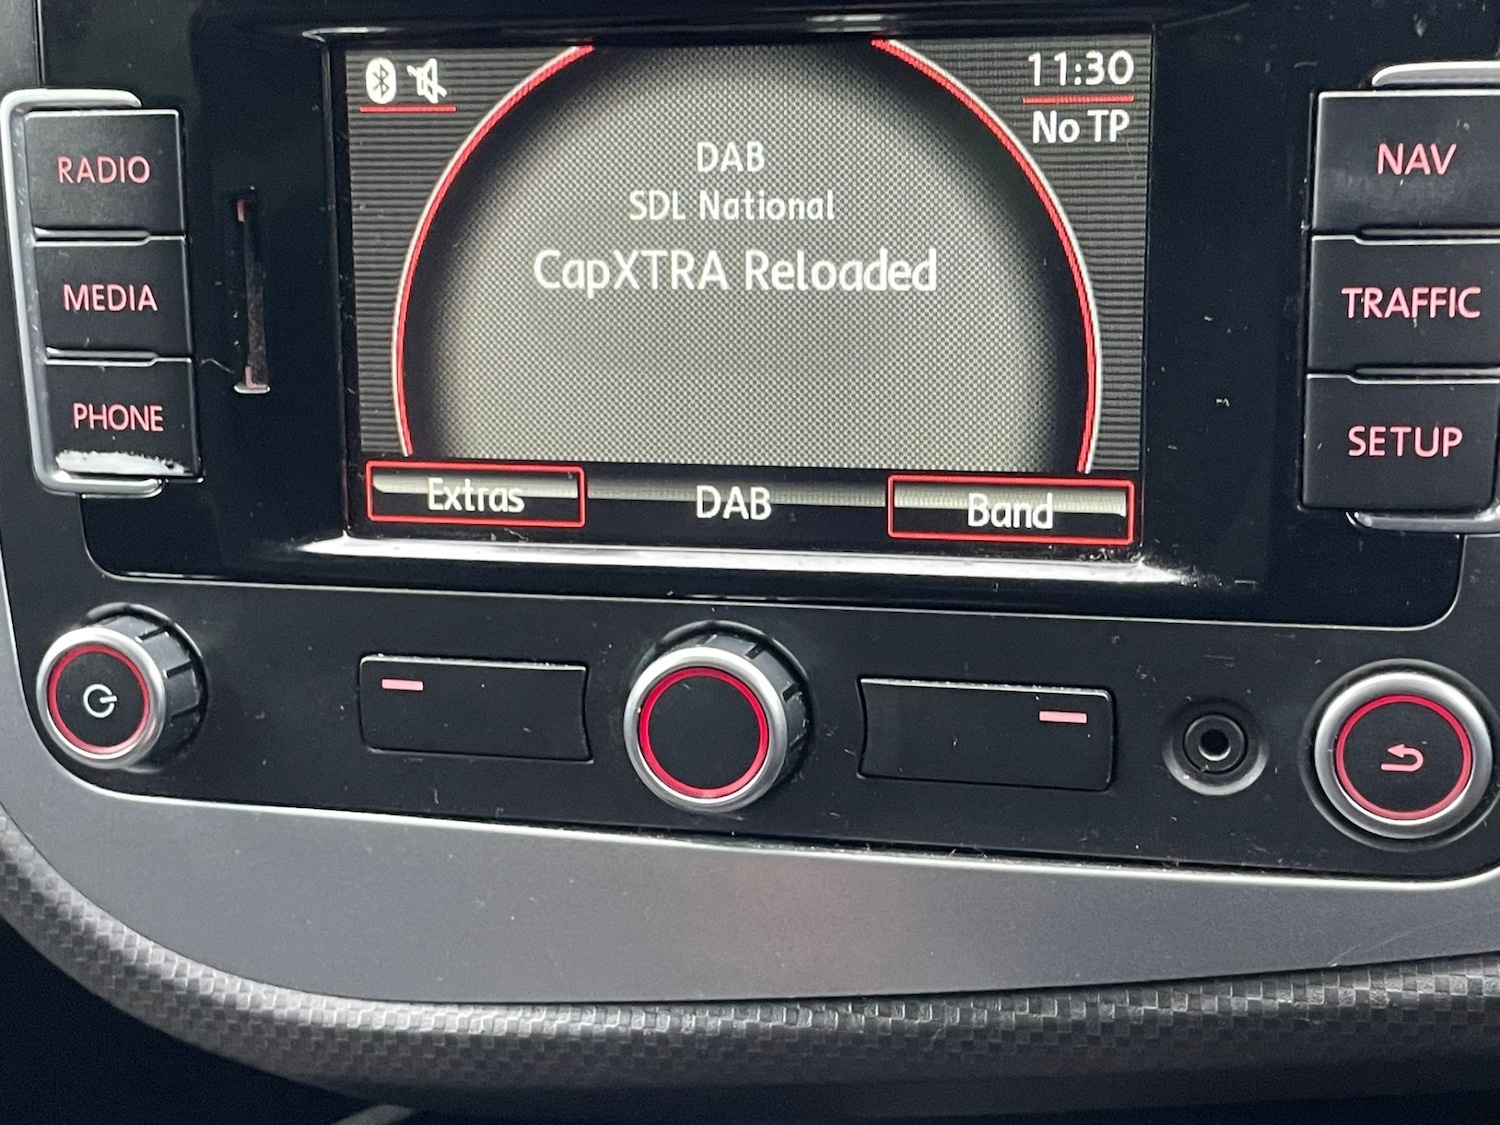 11:30
No TP
DAB
SDL National
CapXTRA Reloaded
Extras
DAB
Band
RADIO
MEDIA
PHONE
NAV
TRAFFIC
SETUP